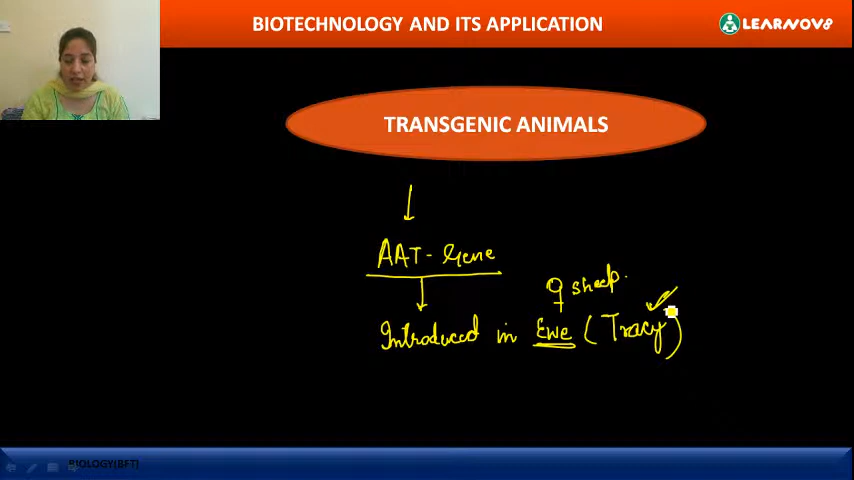 BIOTECHNOLOGY AND ITS APPLICATION
LEARNOV8
TRANSGENIC ANIMALS
AAT-Gene
♀ sheep.
Introduced in Ewe (Tracy)
BIOLOGY(BFT)